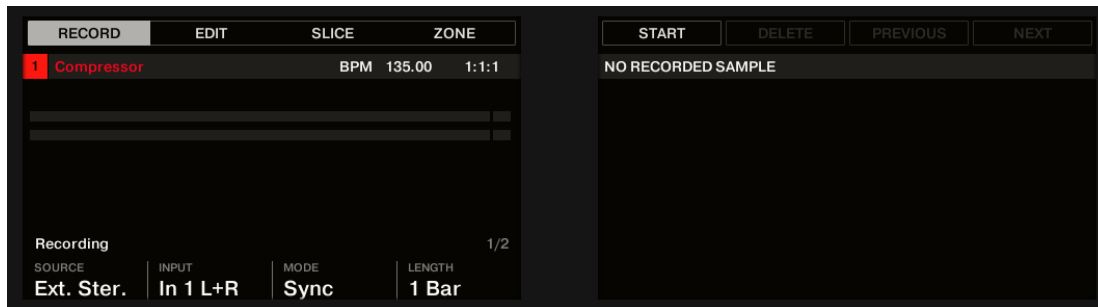 RECORD EDIT SLICE ZONE
1 Compressor BPM 135.00 1:1:1
Recording 1/2
SOURCE INPUT MODE LENGTH
Ext. Ster. In 1 L+R Sync 1 Bar
START DELETE PREVIOUS NEXT
NO RECORDED SAMPLE